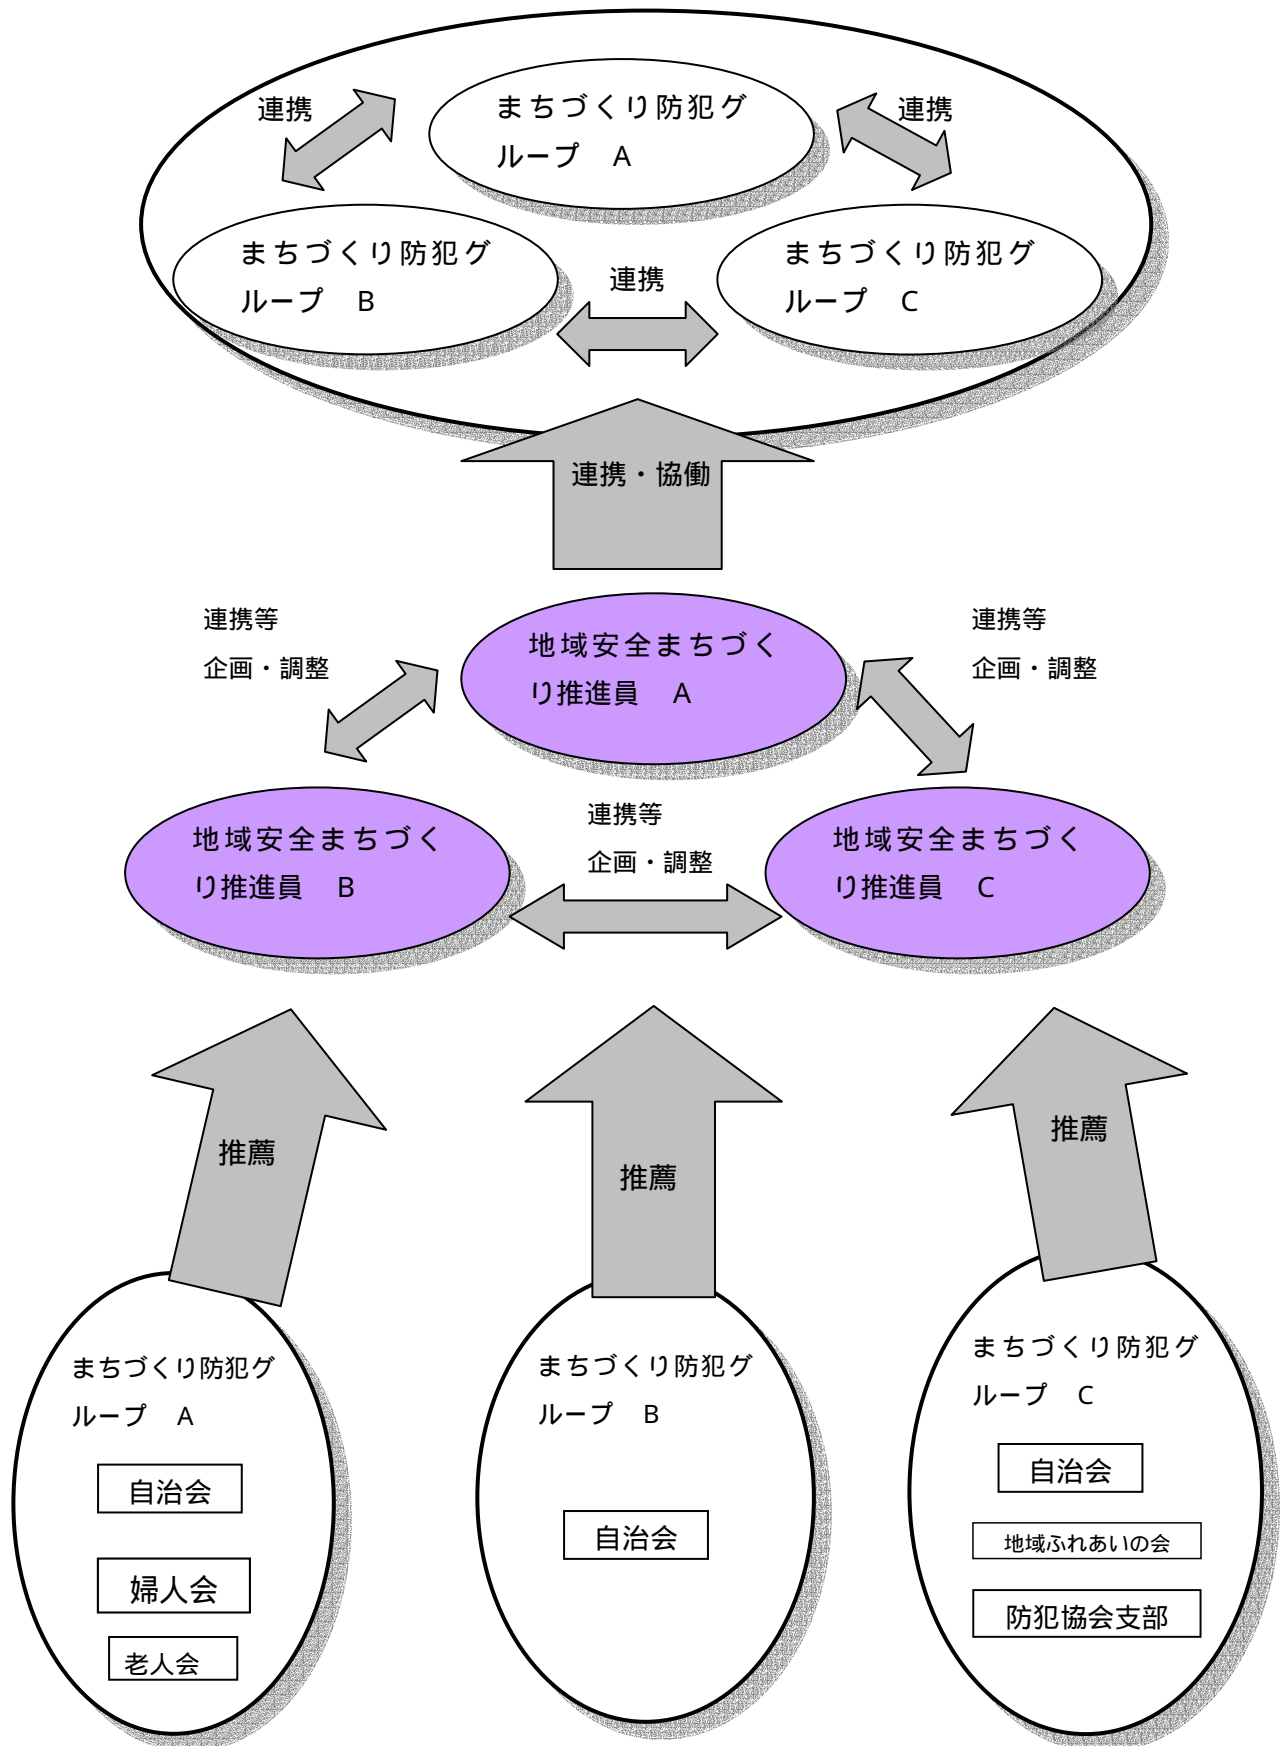 連携
まちづくり防犯グ
ループ　A
連携
まちづくり防犯グ
ループ　B
連携
まちづくり防犯グ
ループ　C
連携・協働
連携等
企画・調整
地域安全まちづく
り推進員　A
連携等
企画・調整
地域安全まちづく
り推進員　B
連携等
企画・調整
地域安全まちづく
り推進員　C
推薦
推薦
推薦
まちづくり防犯グ
ループ　A
自治会
婦人会
老人会
まちづくり防犯グ
ループ　B
自治会
まちづくり防犯グ
ループ　C
自治会
地域ふれあいの会
防犯協会支部